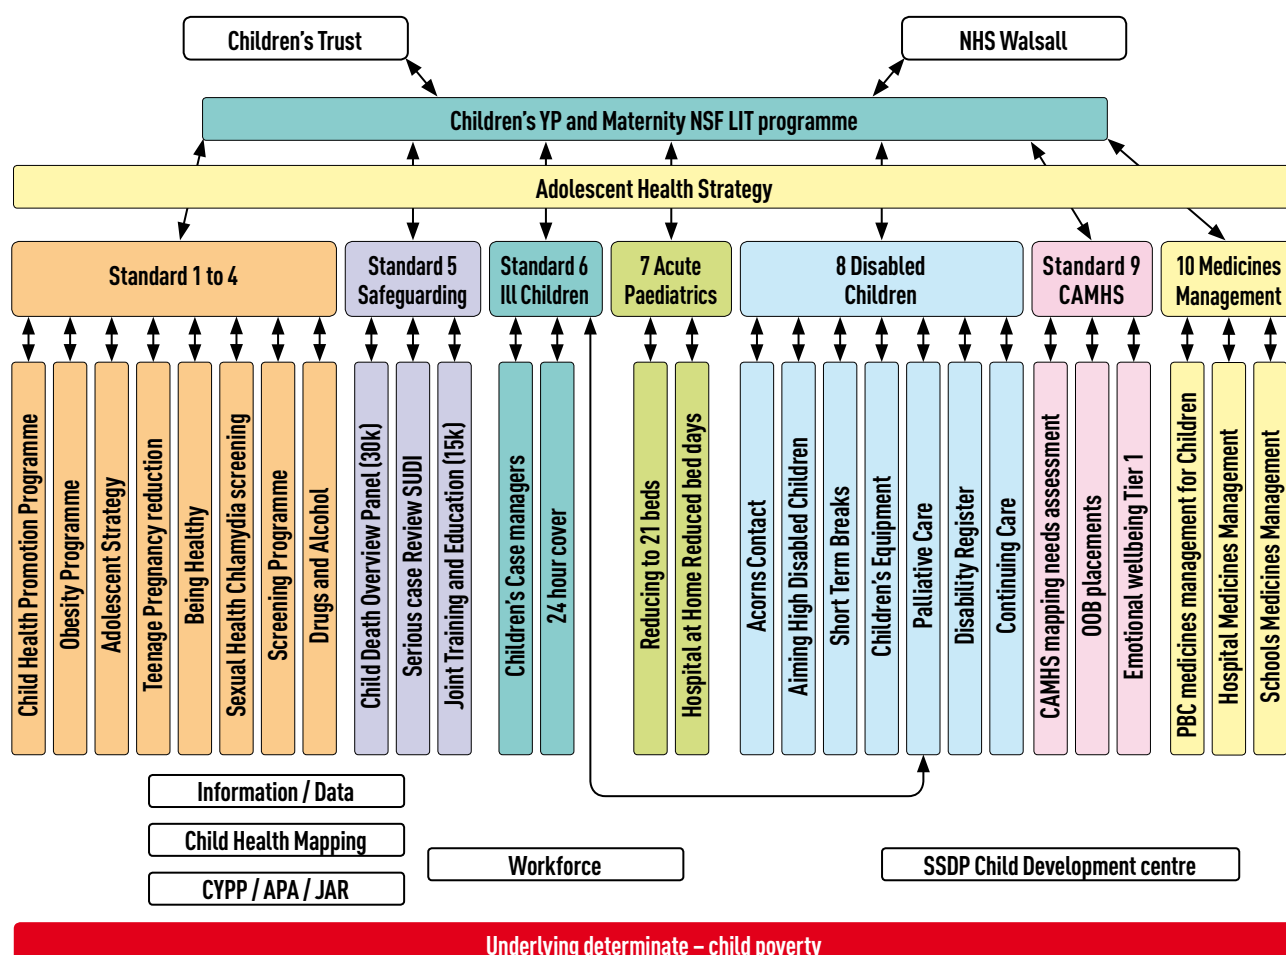 Children’s Trust
NHS Walsall
Children’s YP and Maternity NSF LIT programme
Adolescent Health Strategy
Standard 1 to 4
Standard 5
Safeguarding
Standard 6
Ill Children
7 Acute
Paediatrics
8 Disabled
Children
Standard 9
CAMHS
10 Medicines
Management
Child Health Promotion Programme
Obesity Programme
Adolescent Strategy
Teenage Pregnancy reduction
Being Healthy
Sexual Health Chlamydia screening
Screening Programme
Drugs and Alcohol
Child Death Overview Panel (30k)
Serious case Review SUDI
Joint Training and Education (15k)
Children’s Case managers
24 hour cover
Reducing to 21 beds
Hospital at Home Reduced bed days
Acorns Contact
Aiming High Disabled Children
Short Term Breaks
Children’s Equipment
Palliative Care
Disability Register
Continuing Care
CAMHS mapping needs assessment
OOB placements
Emotional wellbeing Tier 1
PBC medicines management for Children
Hospital Medicines Management
Schools Medicines Management
Information / Data
Child Health Mapping
CYPP / APA / JAR
Workforce
SSDP Child Development centre
Underlying determinate – child poverty